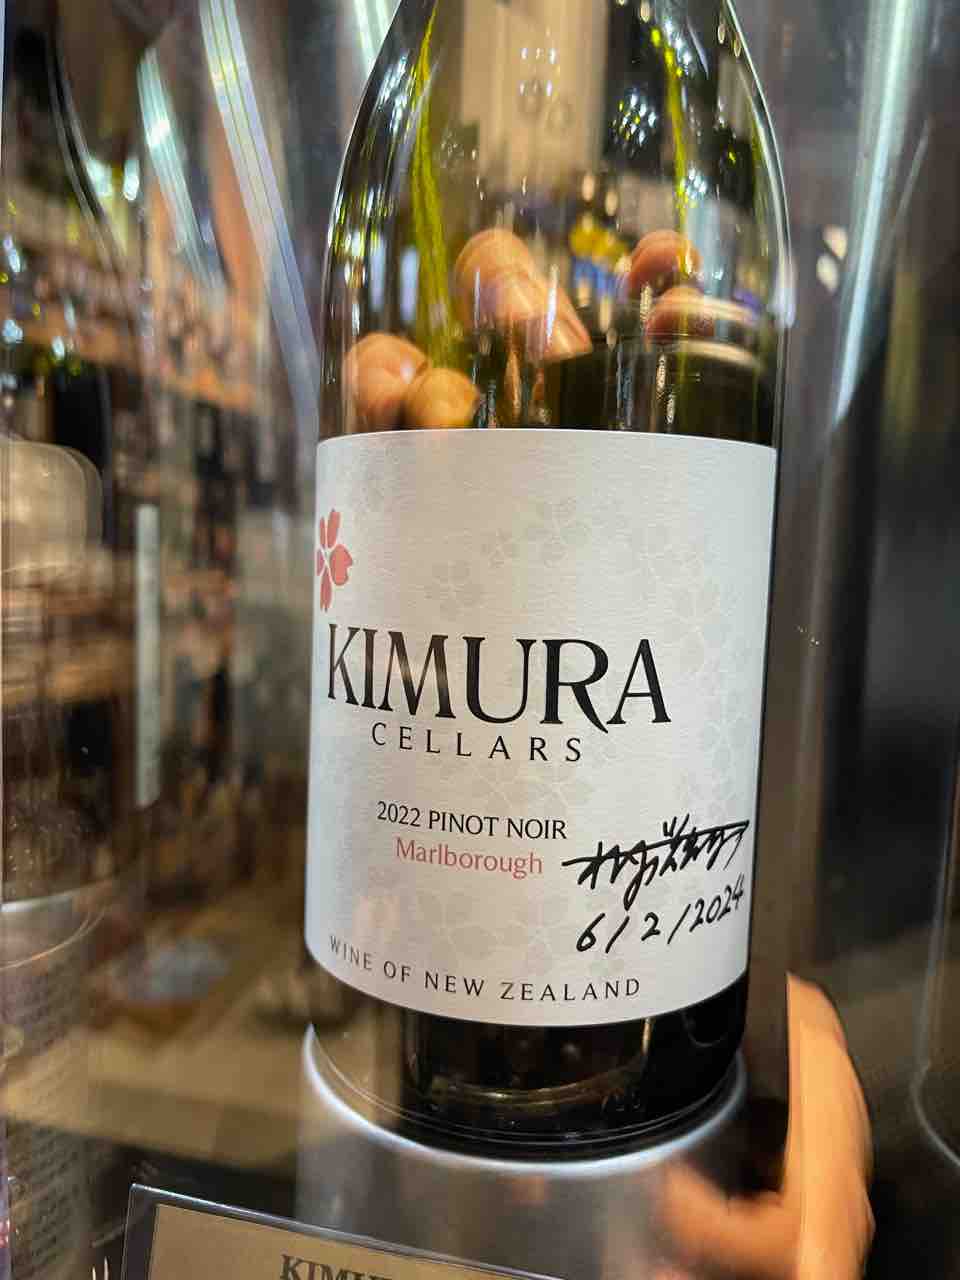 KIMURA
CELLARS
2022 PINOT NOIR
Marlborough
6/2/2024
WINE OF NEW ZEALAND